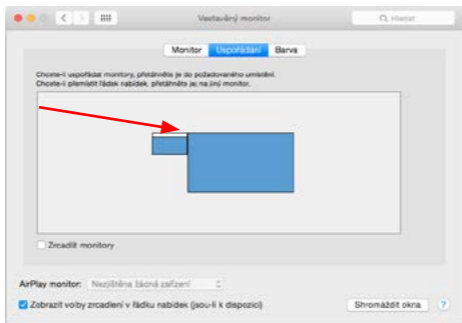 Vestavěný monitor
Hledat
Monitor Uspořádání Barva
Chcete-li uspořádat monitory, přetáhněte je do požadovaného umístění.
Chcete-li přemístit řádek nabídek, přetáhněte jej na jiný monitor.
Zrcadlit monitory
AirPlay monitor: Nezjištěna žádná zařízení
Zobrazit volby zrcadlení v řádku nabídek (jsou-li k dispozici)
Shromáždit okna ?